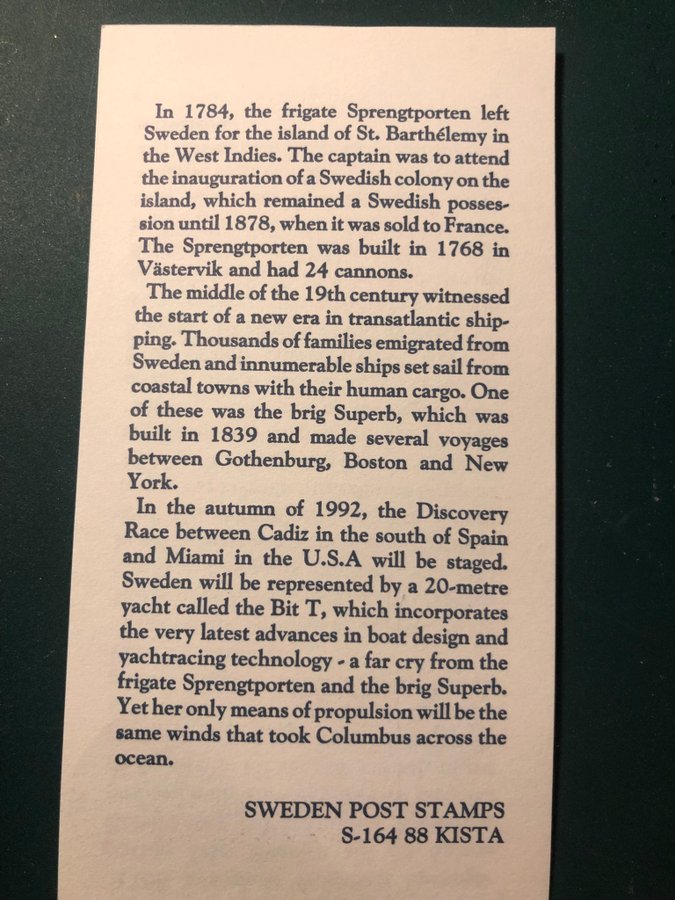 In 1784, the frigate Sprengtporten left
Sweden for the island of St. Barthélemy in
the West Indies. The captain was to attend
the inauguration of a Swedish colony on the
island, which remained a Swedish posses-
sion until 1878, when it was sold to France.
The Sprengtporten was built in 1768 in
Västervik and had 24 cannons.
The middle of the 19th century witnessed
the start of a new era in transatlantic ship-
ping. Thousands of families emigrated from
Sweden and innumerable ships set sail from
coastal towns with their human cargo. One
of these was the brig Superb, which was
built in 1839 and made several voyages
between Gothenburg, Boston and New
York.
In the autumn of 1992, the Discovery
Race between Cadiz in the south of Spain
and Miami in the U.S.A will be staged.
Sweden will be represented by a 20-metre
yacht called the Bit T, which incorporates
the very latest advances in boat design and
yachtracing technology - a far cry from the
frigate Sprengtporten and the brig Superb.
Yet her only means of propulsion will be the
same winds that took Columbus across the
ocean.
SWEDEN POST STAMPS
S-164 88 KISTA